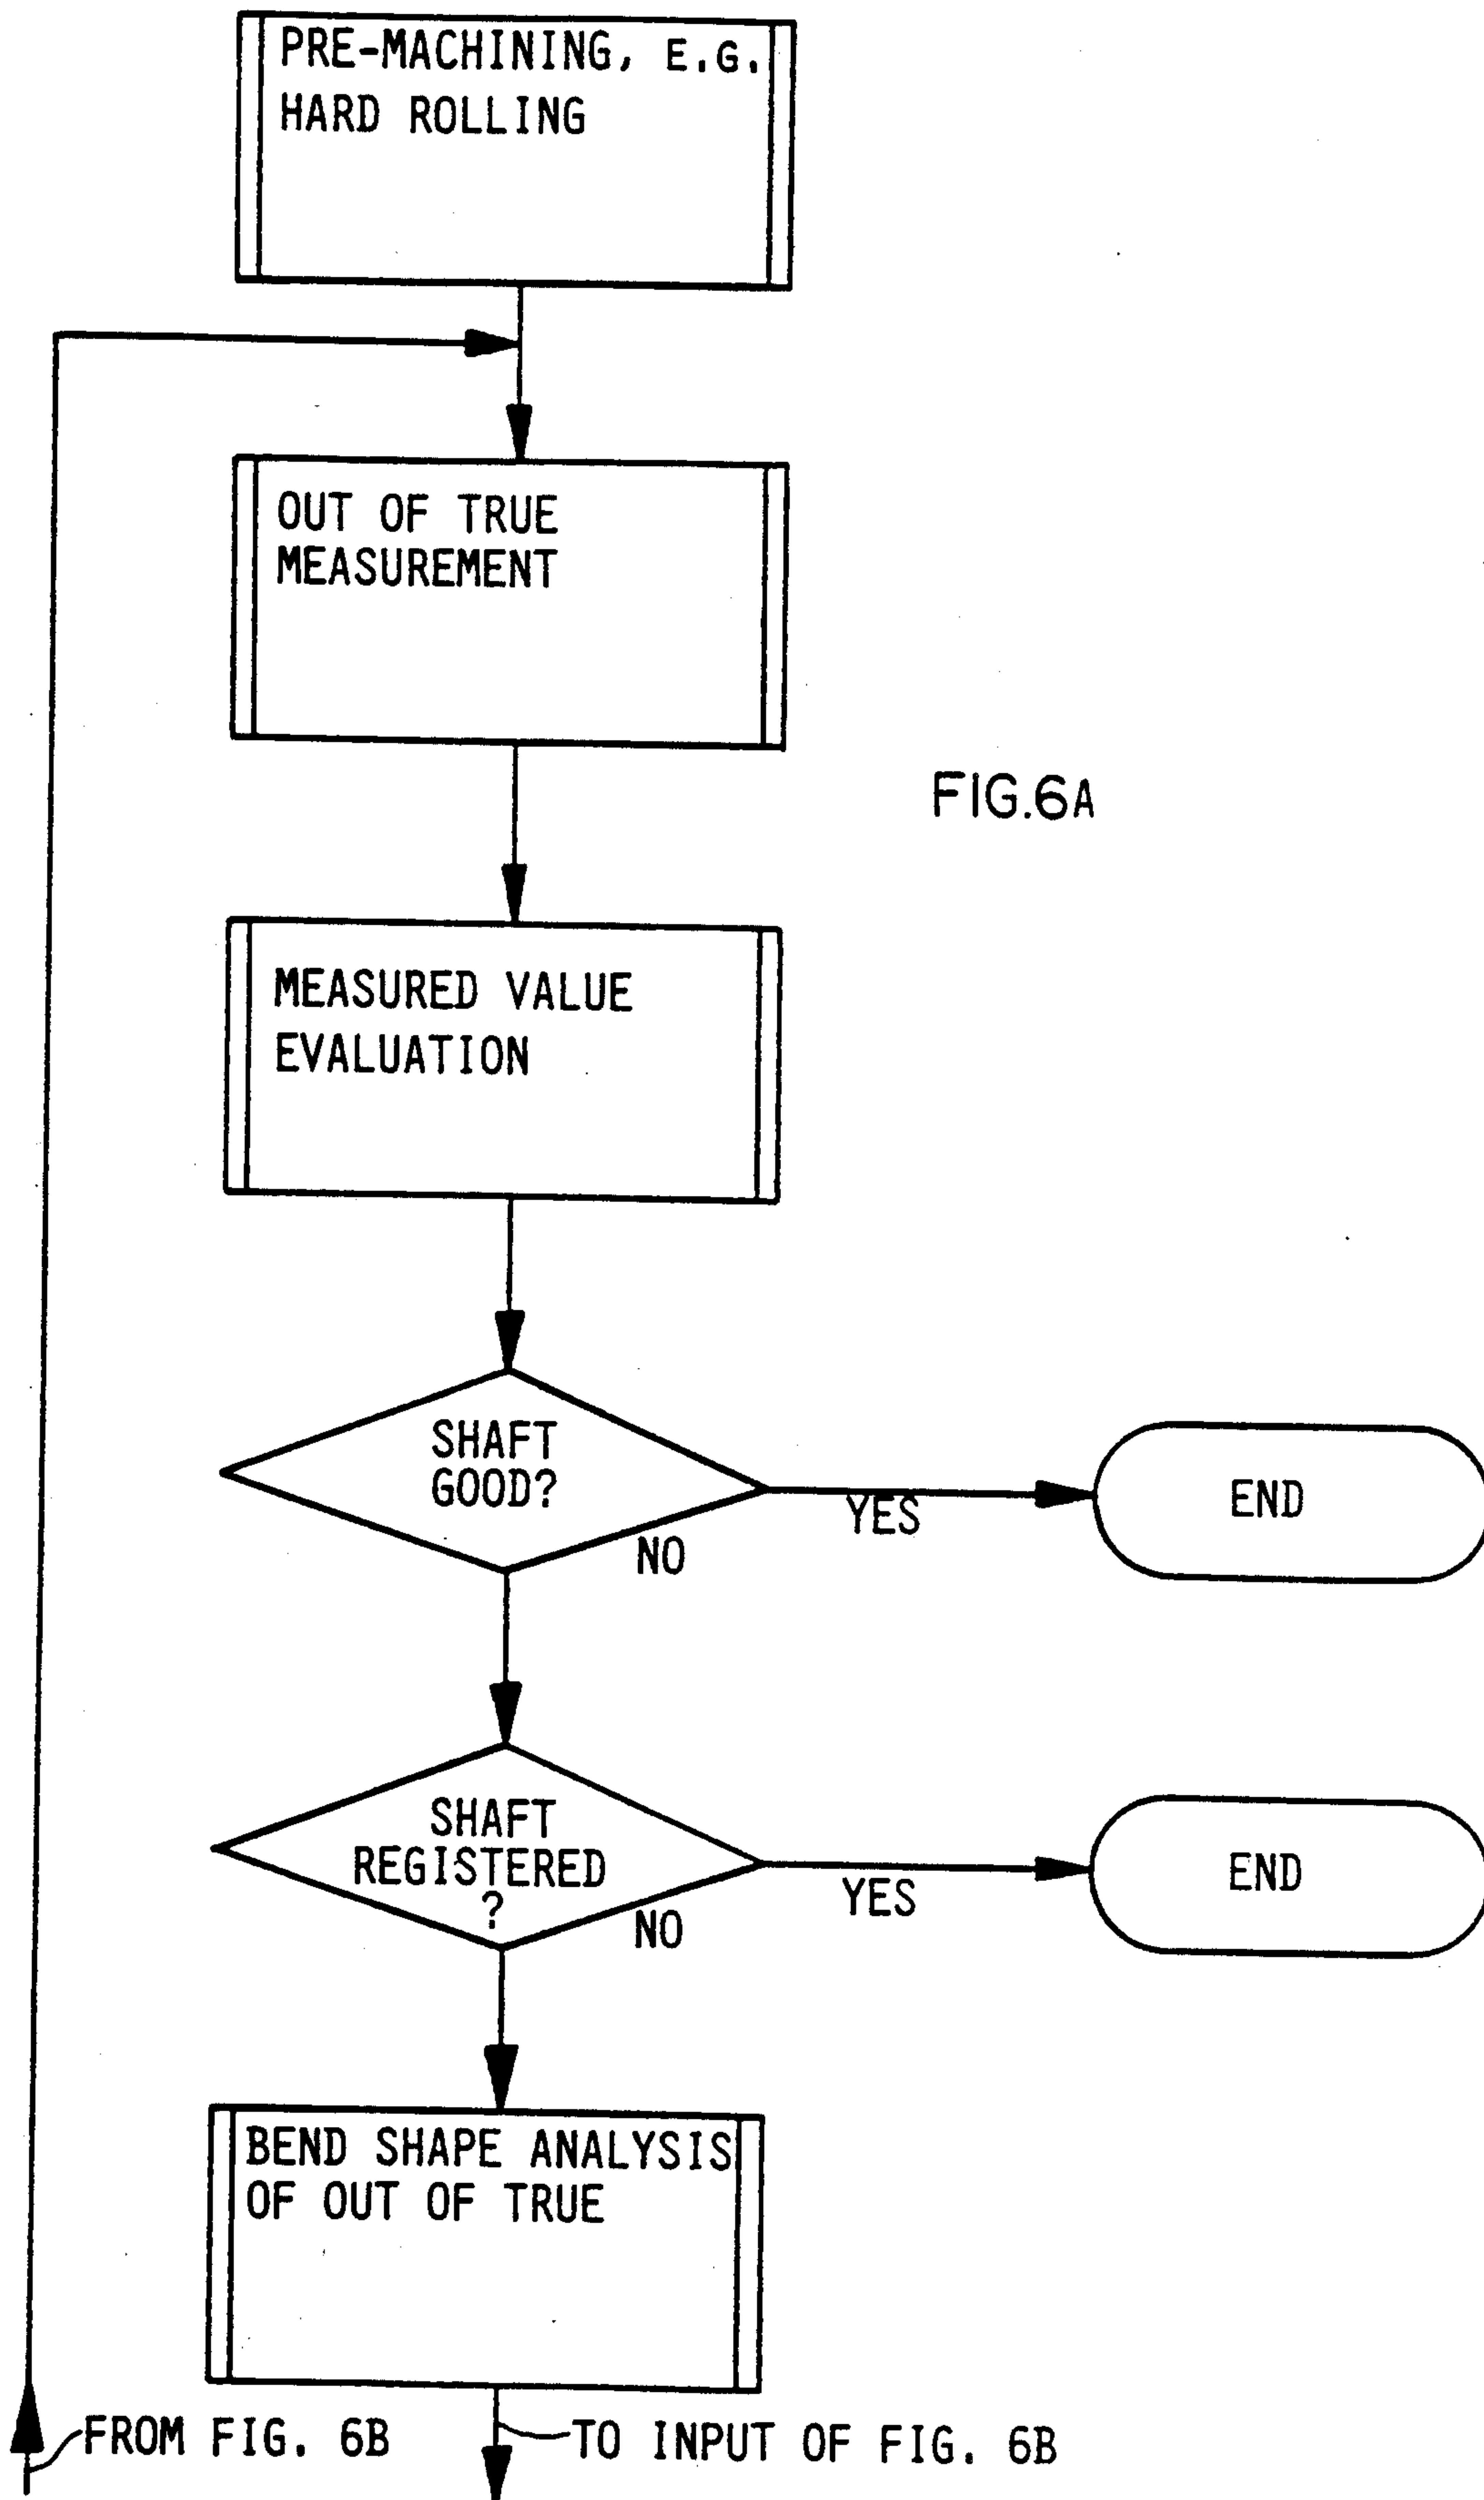 PRE-MACHINING, E.G.
HARD ROLLING
OUT OF TRUE
MEASUREMENT
FIG.6A
MEASURED VALUE
EVALUATION
SHAFT
GOOD?
YES
END
NO
SHAFT
REGISTERED
?
YES
END
NO
BEND SHAPE ANALYSIS
OF OUT OF TRUE
FROM FIG. 6B
TO INPUT OF FIG. 6B